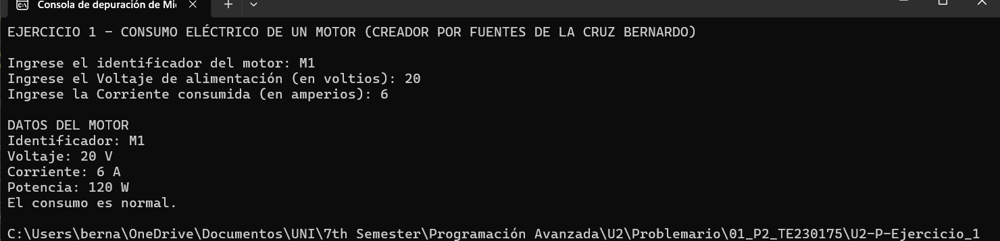 Consola de depuración de Mi
EJERCICIO 1 - CONSUMO ELÉCTRICO DE UN MOTOR (CREADOR POR FUENTES DE LA CRUZ BERNARDO)
Ingrese el identificador del motor: M1
Ingrese el Voltaje de alimentación (en voltios): 20
Ingrese la Corriente consumida (en amperios): 6
DATOS DEL MOTOR
Identificador: M1
Voltaje: 20 V
Corriente: 6 A
Potencia: 120 W
El consumo es normal.
C:\Users\berna\OneDrive\Documentos\UNI\7th Semester\Programación Avanzada\U2\Problemario\01_P2_TE230175\U2-P-Ejercicio_1